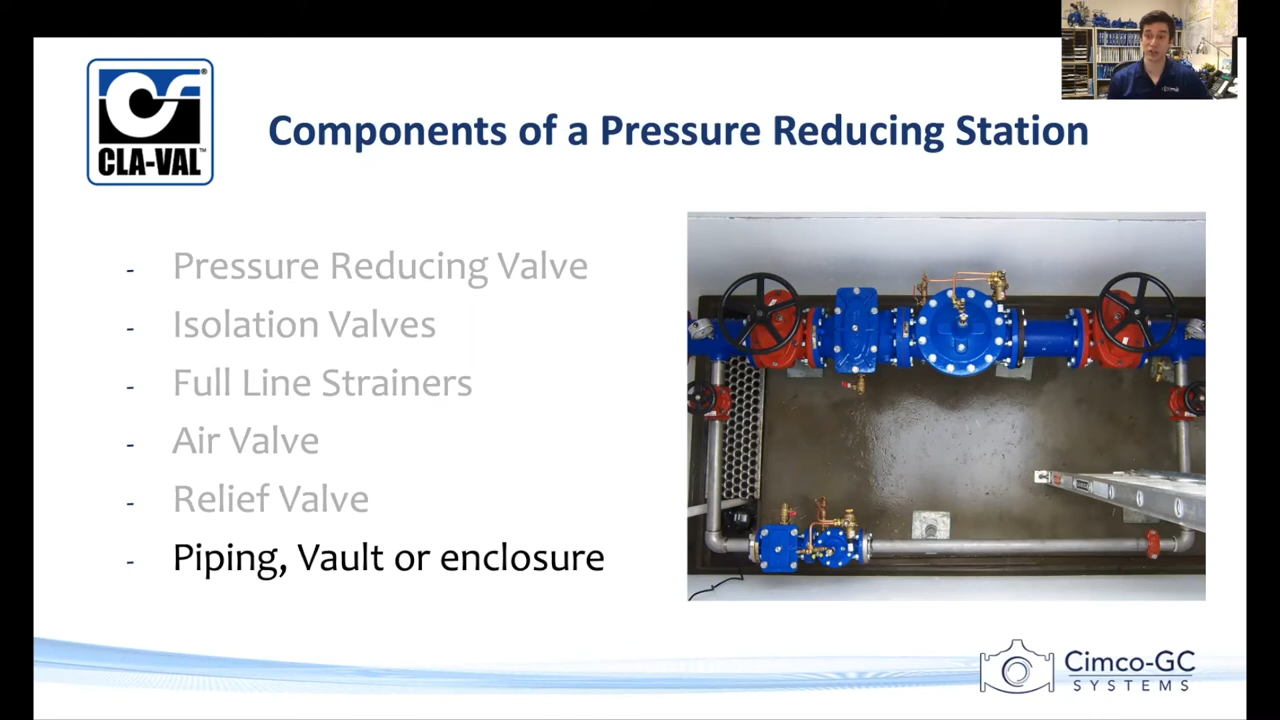 CLA-VAL
Components of a Pressure Reducing Station
- Pressure Reducing Valve
- Isolation Valves
- Full Line Strainers
- Air Valve
- Relief Valve
- Piping, Vault or enclosure
Cimco-GC
SYSTEMS